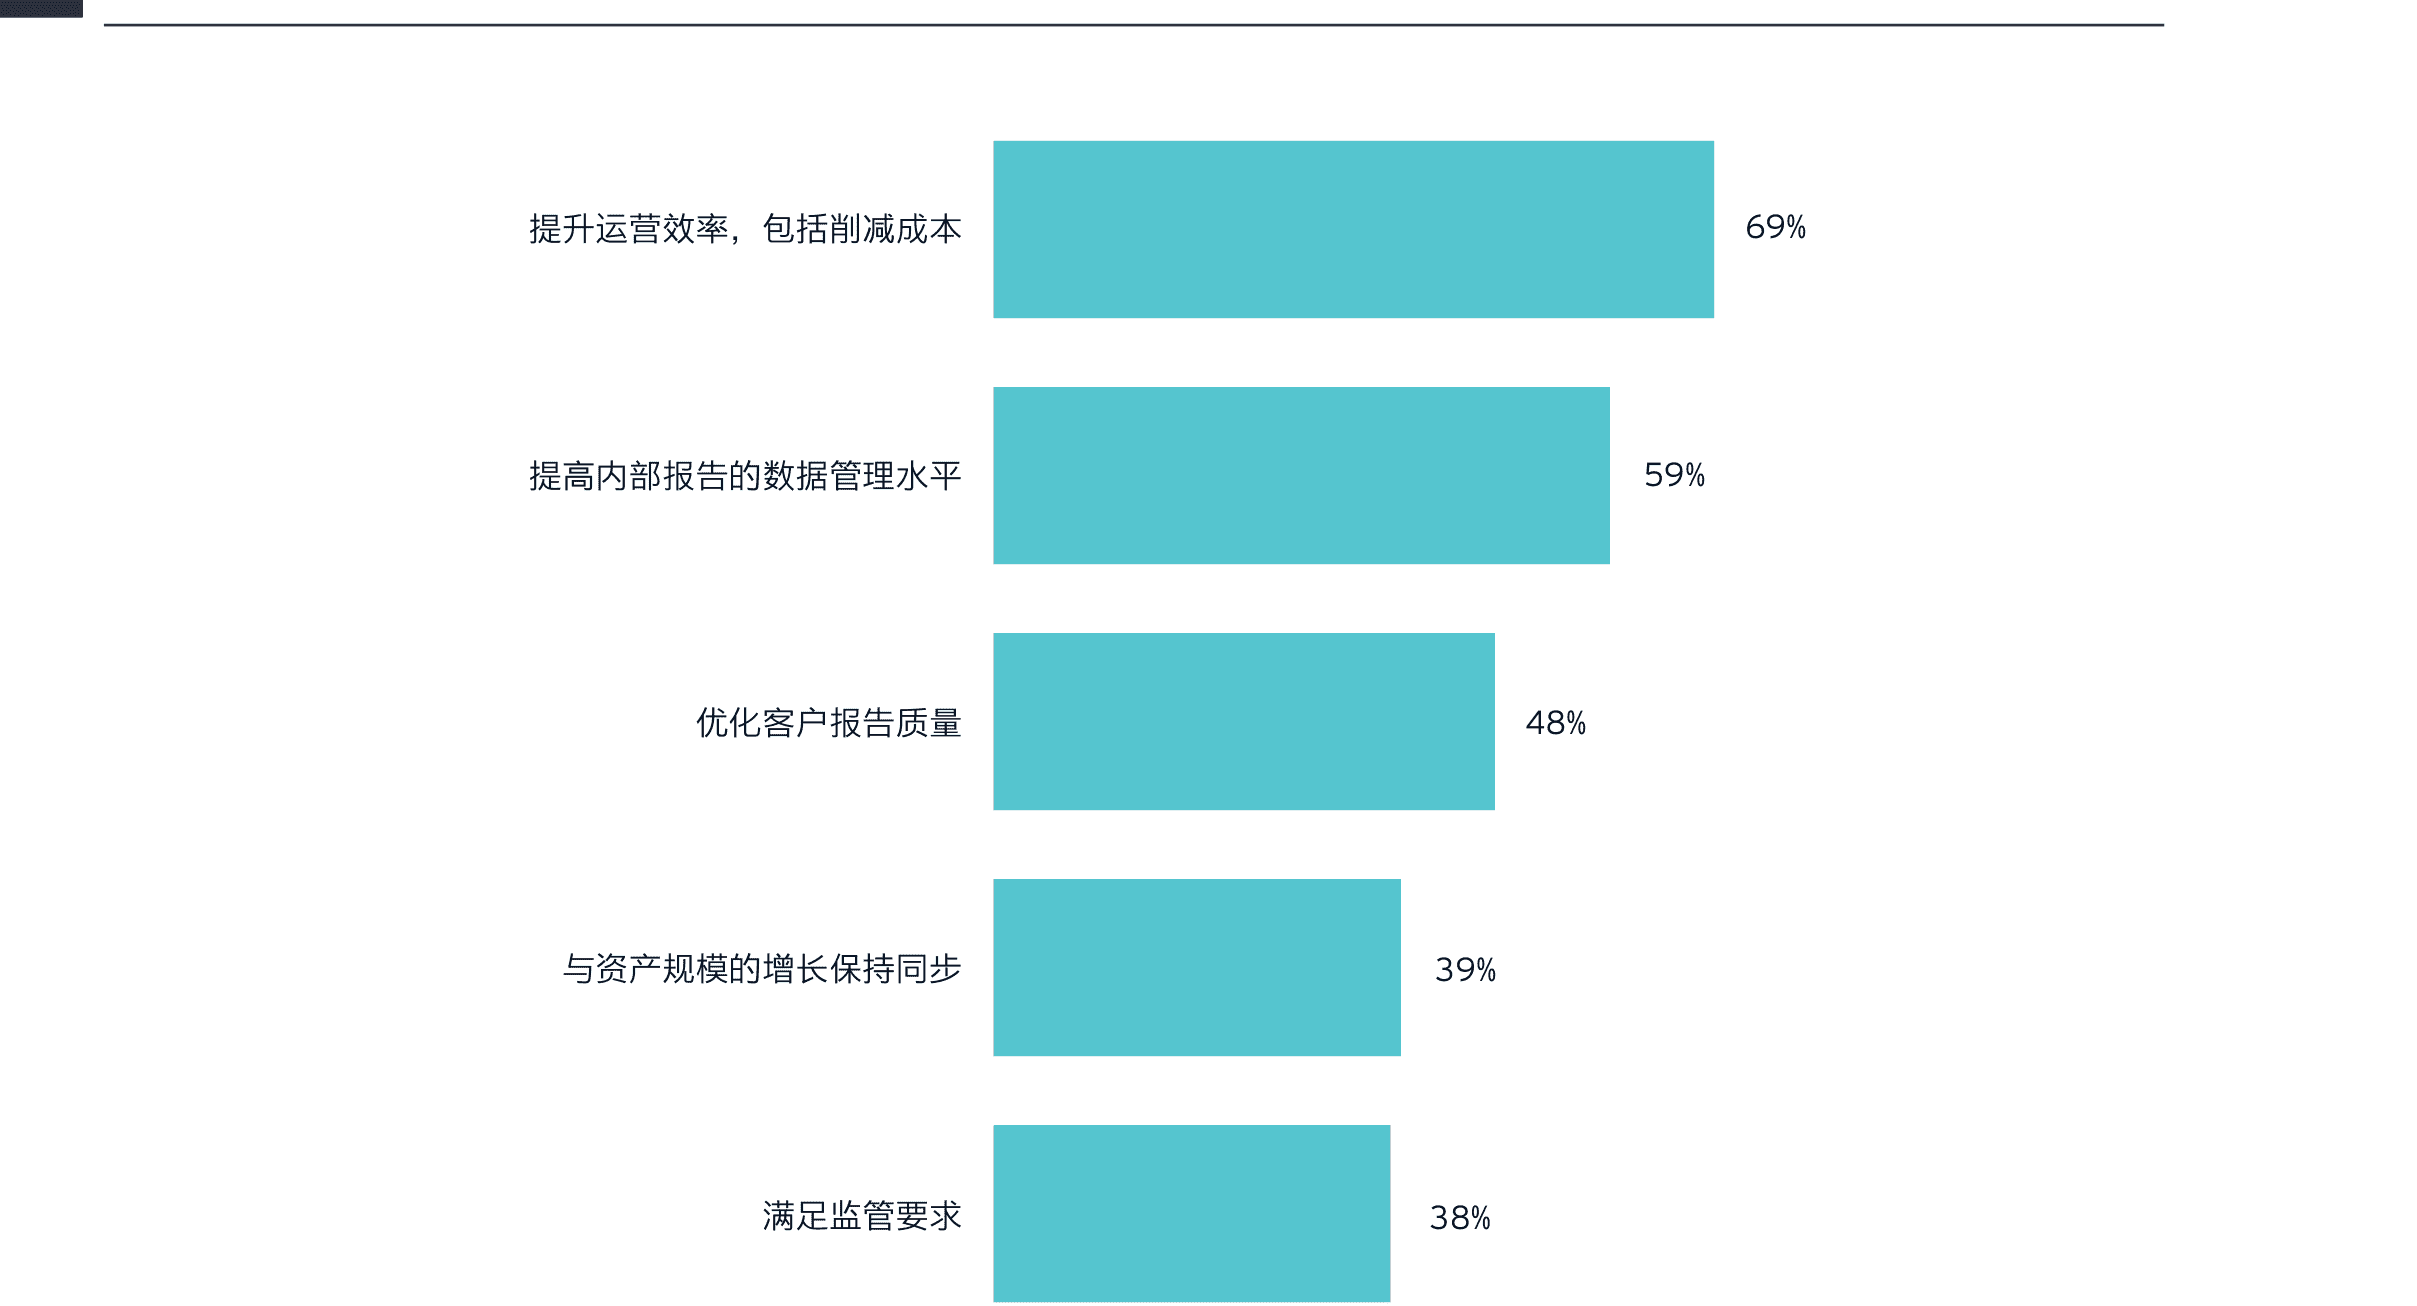 提升运营效率，包括削减成本 69%
提高内部报告的数据管理水平 59%
优化客户报告质量 48%
与资产规模的增长保持同步 39%
满足监管要求 38%